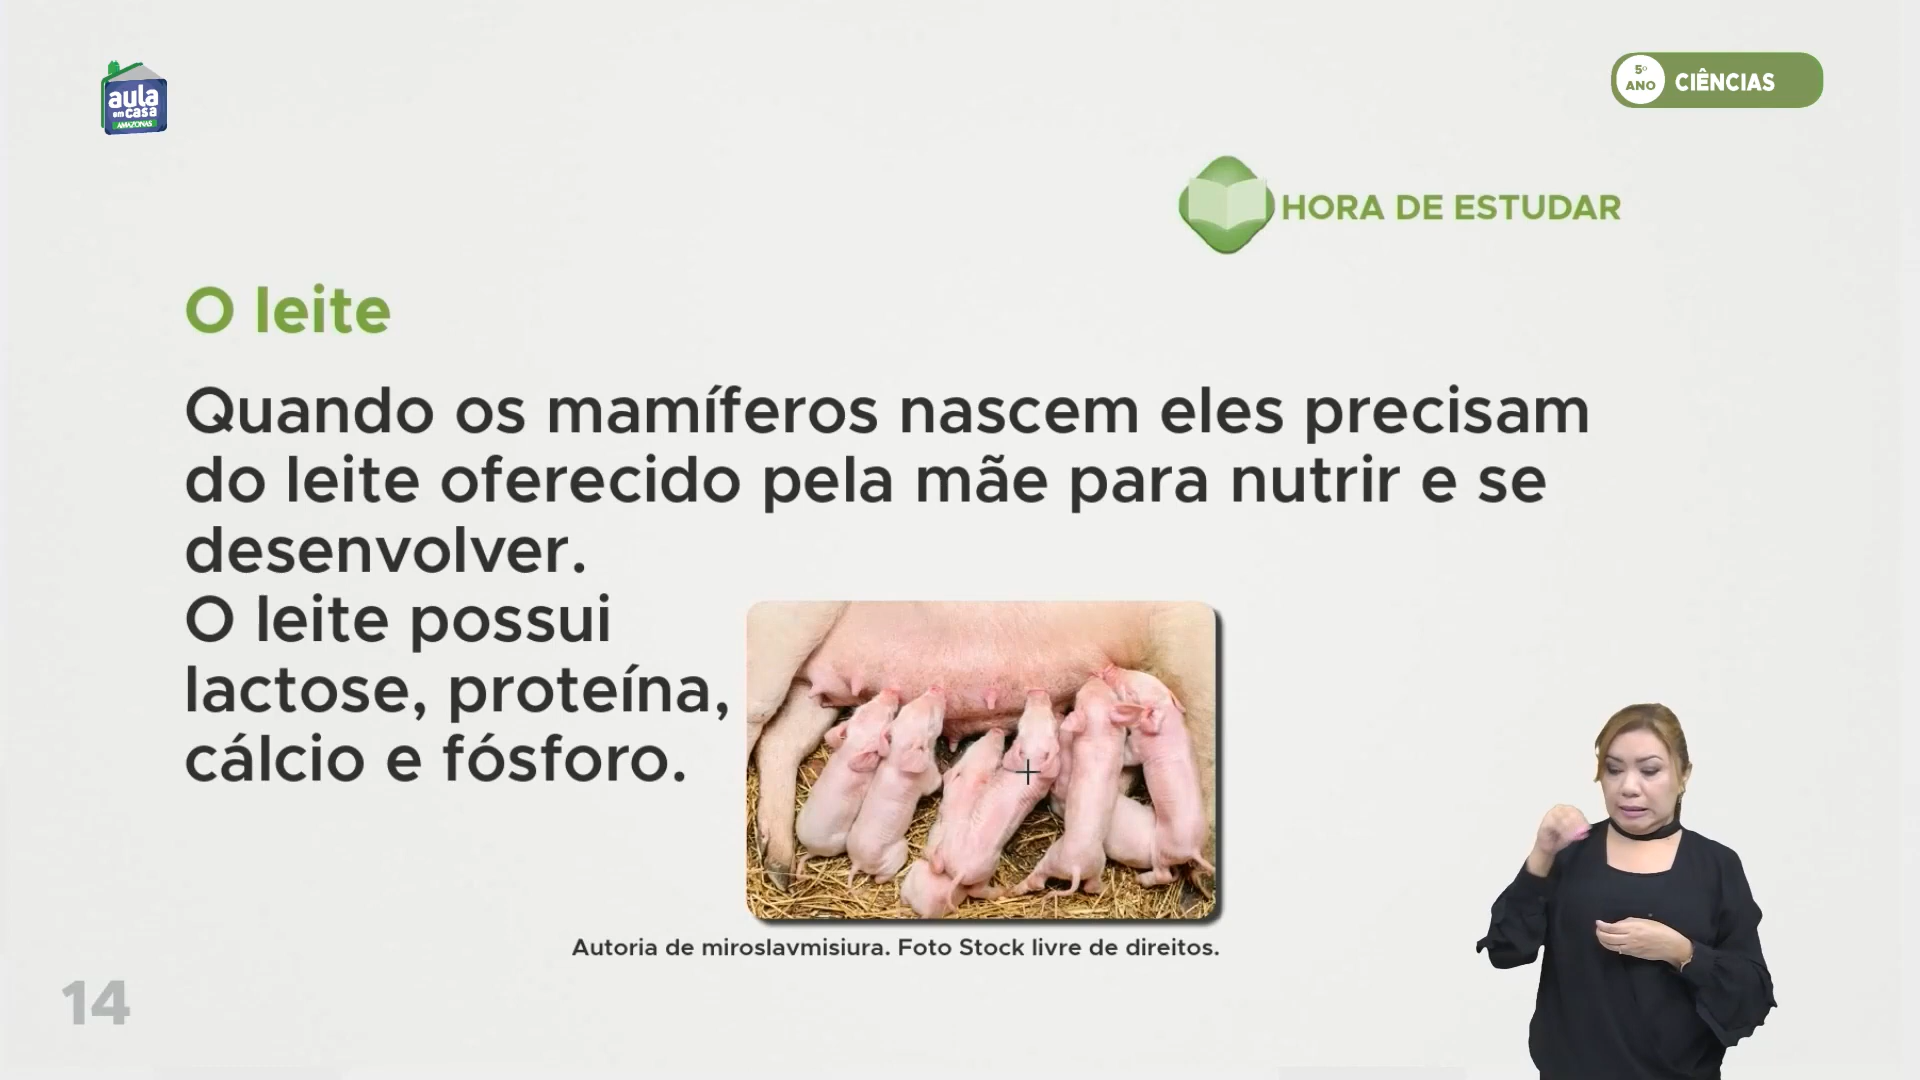 aula
em casa
AMAZONAS
5º
ANO
CIÊNCIAS
HORA DE ESTUDAR
O leite
Quando os mamíferos nascem eles precisam
do leite oferecido pela mãe para nutrir e se
desenvolver.
O leite possui
lactose, proteína,
cálcio e fósforo.
Autoria de miroslavmisiura. Foto Stock livre de direitos.
14